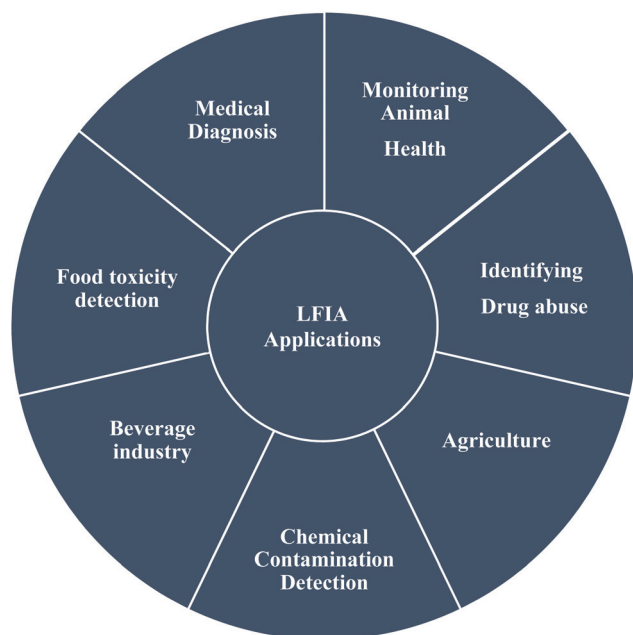 Medical
Diagnosis
Monitoring
Animal
Health
Identifying
Drug abuse
Agriculture
Chemical
Contamination
Detection
Beverage
industry
Food toxicity
detection
LFIA
Applications